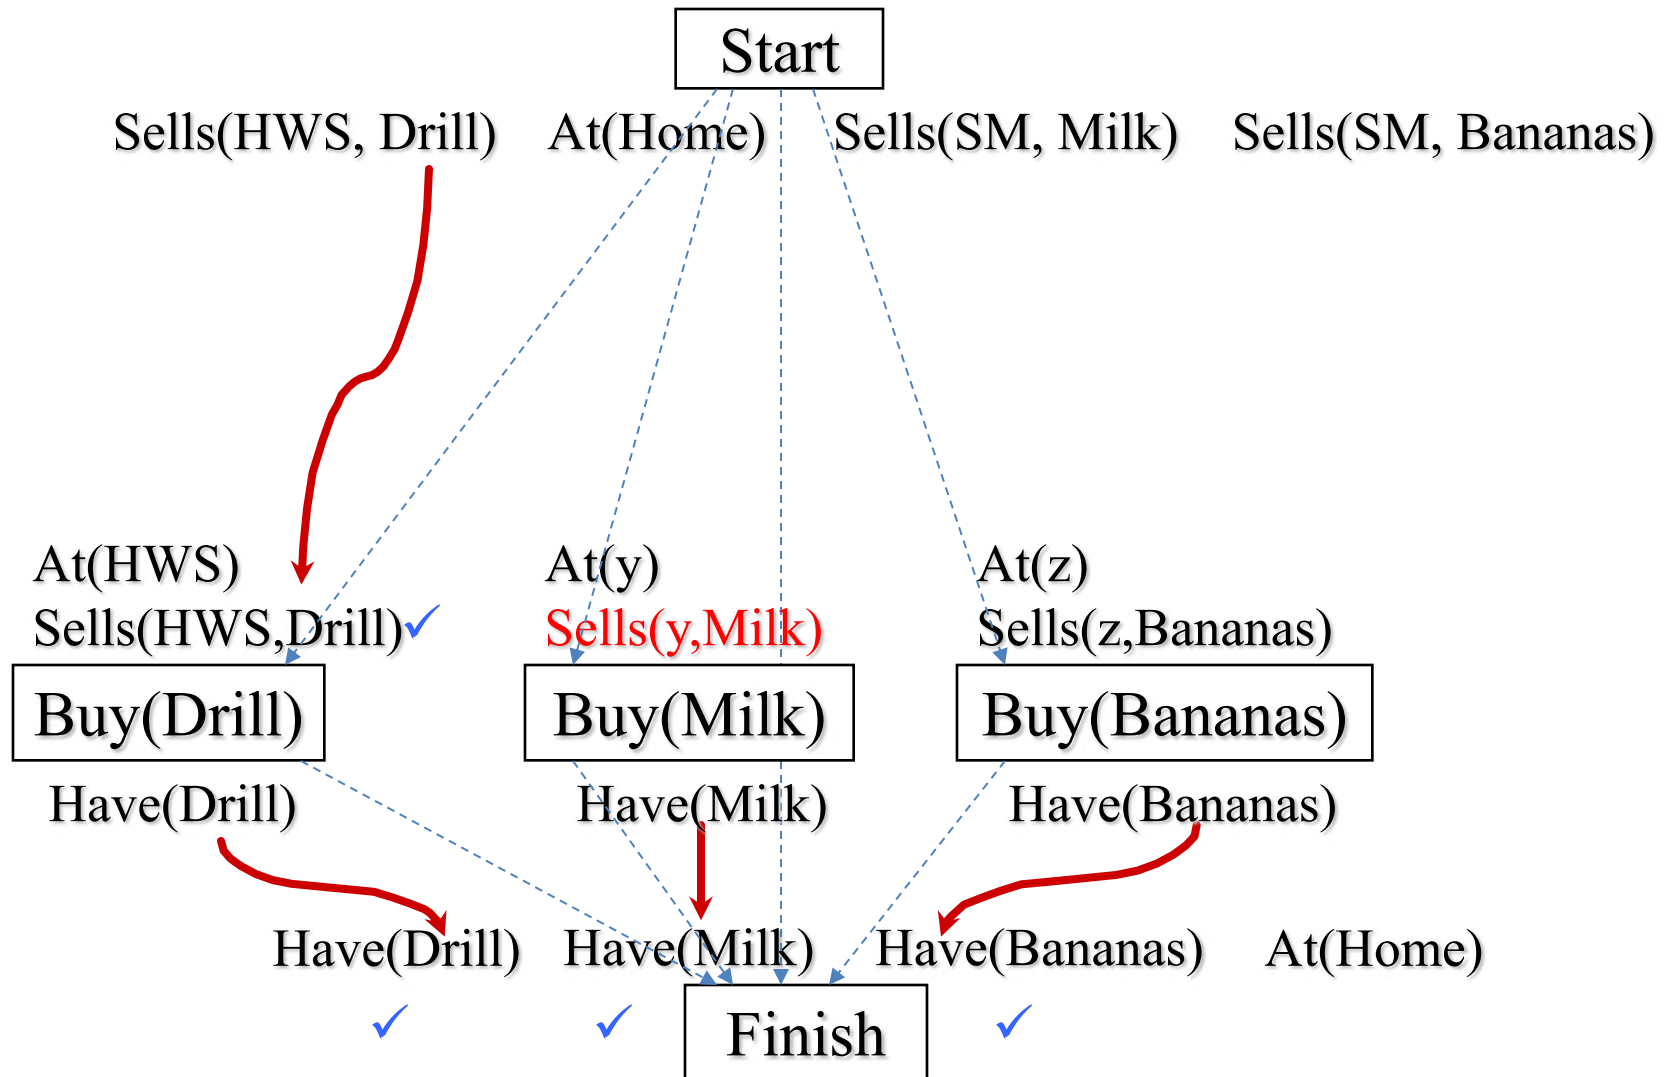 Start
Sells(HWS, Drill) At(Home) Sells(SM, Milk) Sells(SM, Bananas)
At(HWS) At(y) At(z)
Sells(HWS,Drill)✓ Sells(y,Milk) Sells(z,Bananas)
Buy(Drill) Buy(Milk) Buy(Bananas)
Have(Drill) Have(Milk) Have(Bananas)
Have(Drill) Have(Milk) Have(Bananas) At(Home)
✓ ✓ ✓
Finish